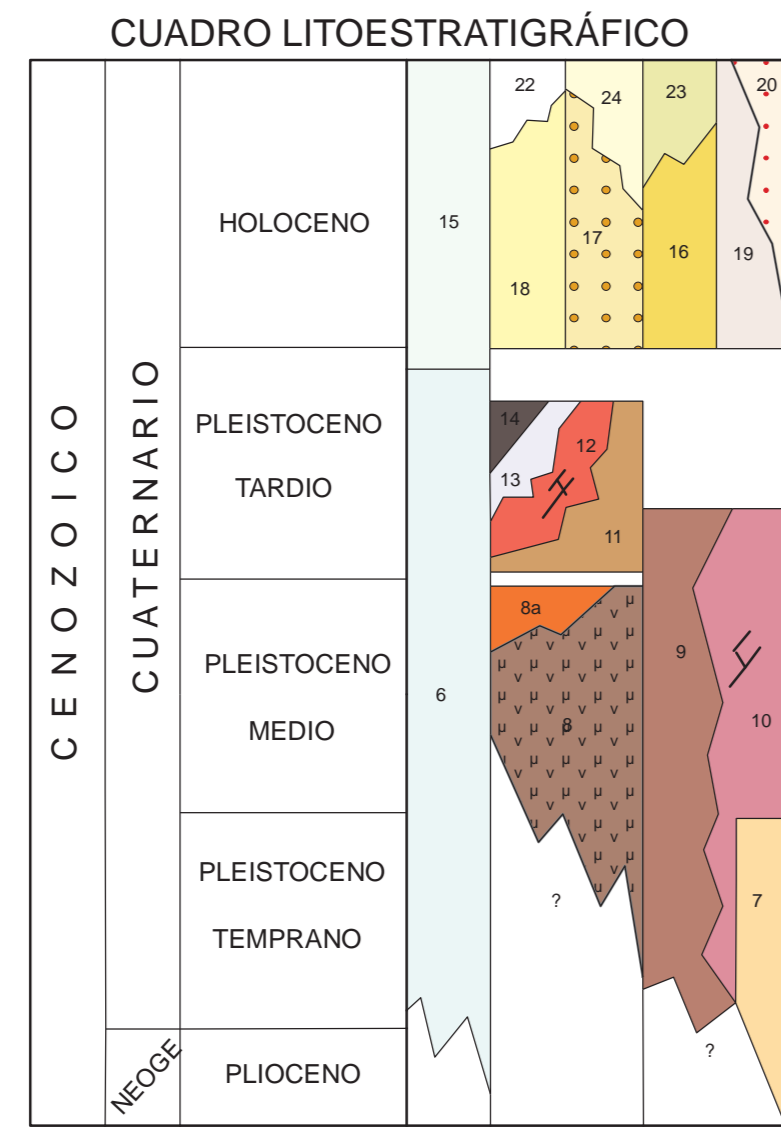 CUADRO LITOESTRATIGRÁFICO
CENOZOICO
CUATERNARIO
NEOGE
HOLOCENO
PLEISTOCENO
TARDIO
PLEISTOCENO
MEDIO
PLEISTOCENO
TEMPRANO
PLIOCENO
15
6
22
24
23
20
18
17
16
19
14
13
12
11
8a
8
9
10
7
?
?